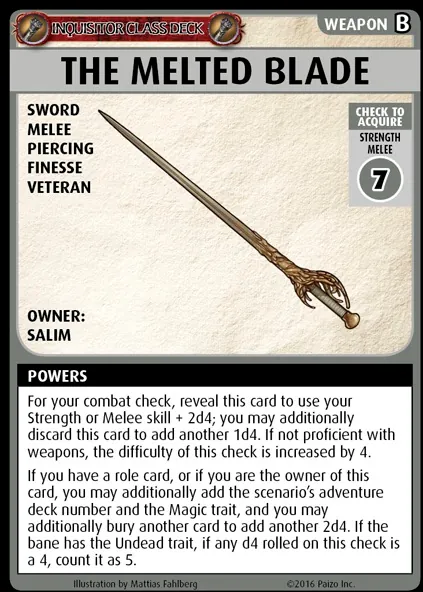 INQUISITOR CLASS DECK
WEAPON B
THE MELTED BLADE
SWORD
MELEE
PIERCING
FINESSE
VETERAN
CHECK TO
ACQUIRE
STRENGTH
MELEE
7
OWNER:
SALIM
POWERS
For your combat check, reveal this card to use your
Strength or Melee skill + 2d4; you may additionally
discard this card to add another 1d4. If not proficient with
weapons, the difficulty of this check is increased by 4.
If you have a role card, or if you are the owner of this
card, you may additionally add the scenario's adventure
deck number and the Magic trait, and you may
additionally bury another card to add another 2d4. If the
bane has the Undead trait, if any d4 rolled on this check is
a 4, count it as 5.
Illustration by Mattias Fahlberg
©2016 Paizo Inc.